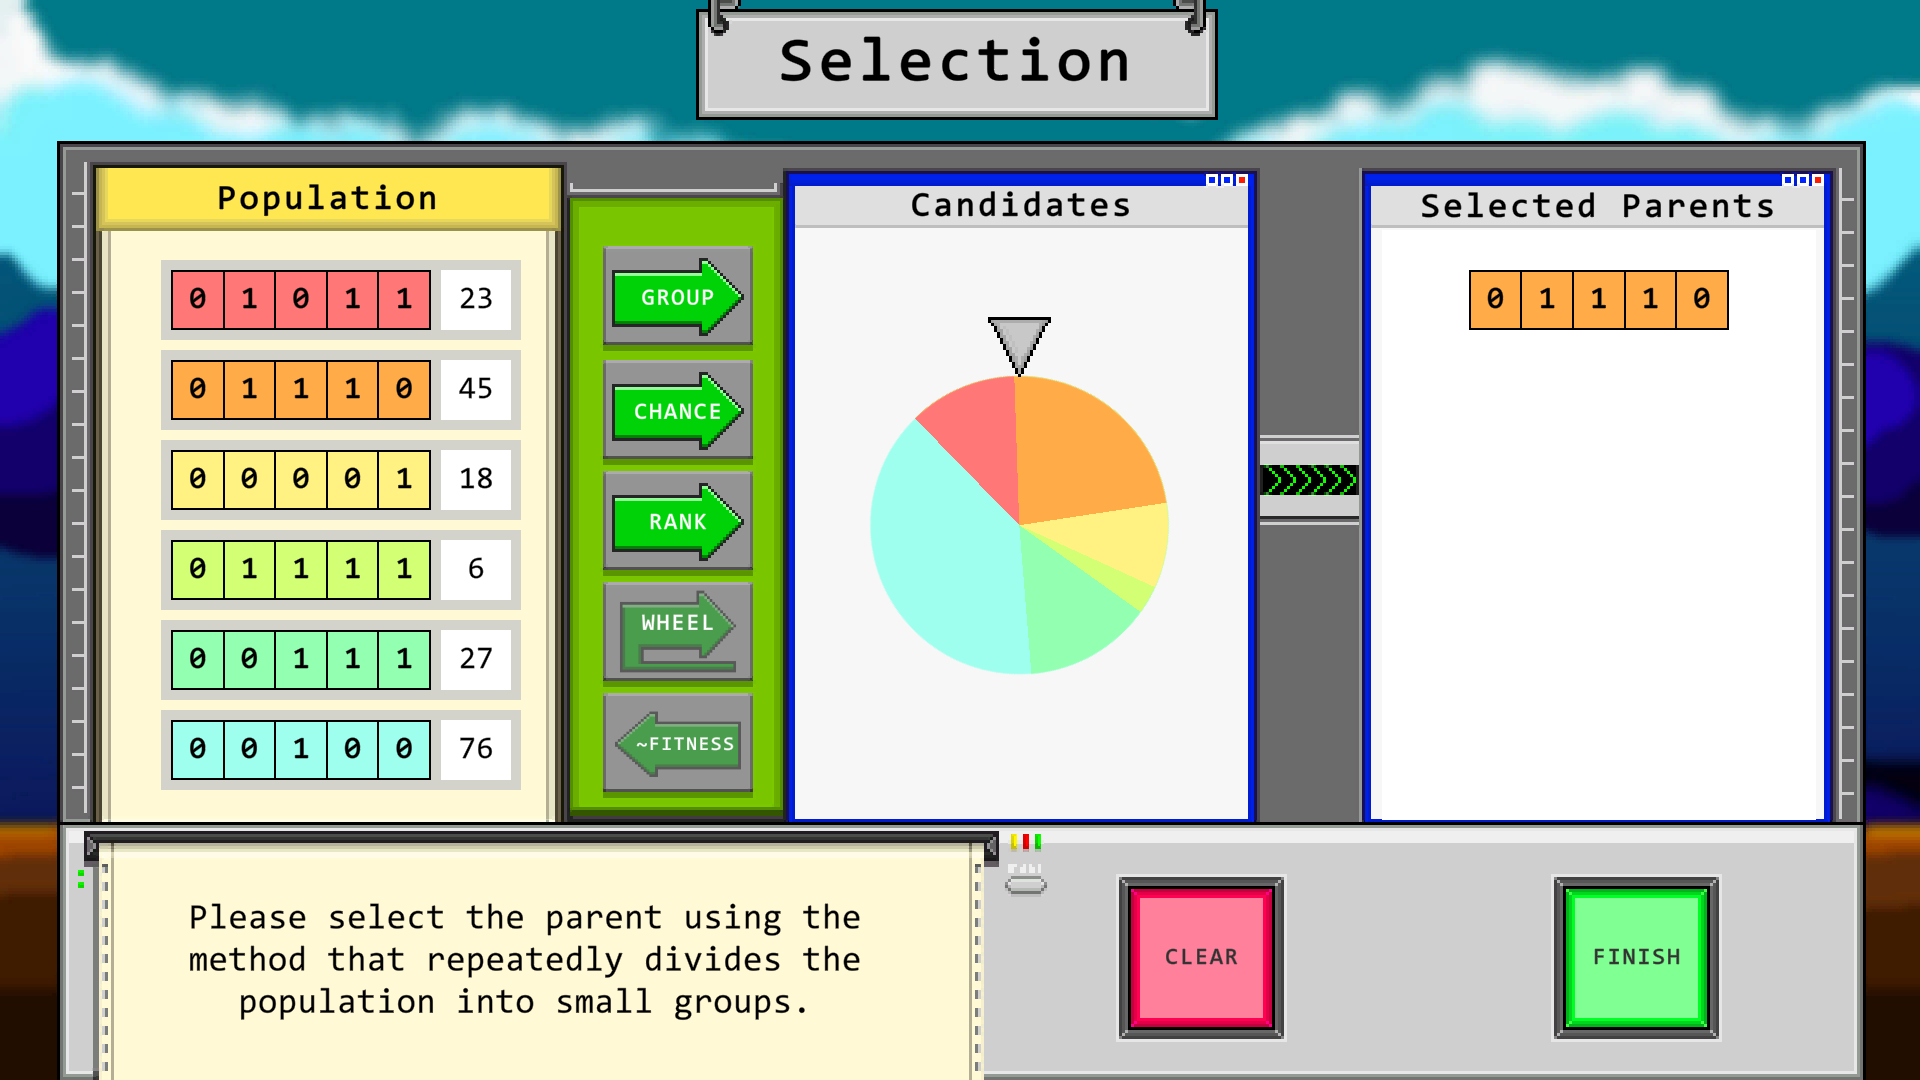 Selection
Population
0 1 0 1 1 23
0 1 1 1 0 45
0 0 0 0 1 18
0 1 1 1 1 6
0 0 1 1 1 27
0 0 1 0 0 76
GROUP
CHANCE
RANK
WHEEL
~FITNESS
Candidates
Selected Parents
0 1 1 1 0
Please select the parent using the
method that repeatedly divides the
population into small groups.
CLEAR
FINISH